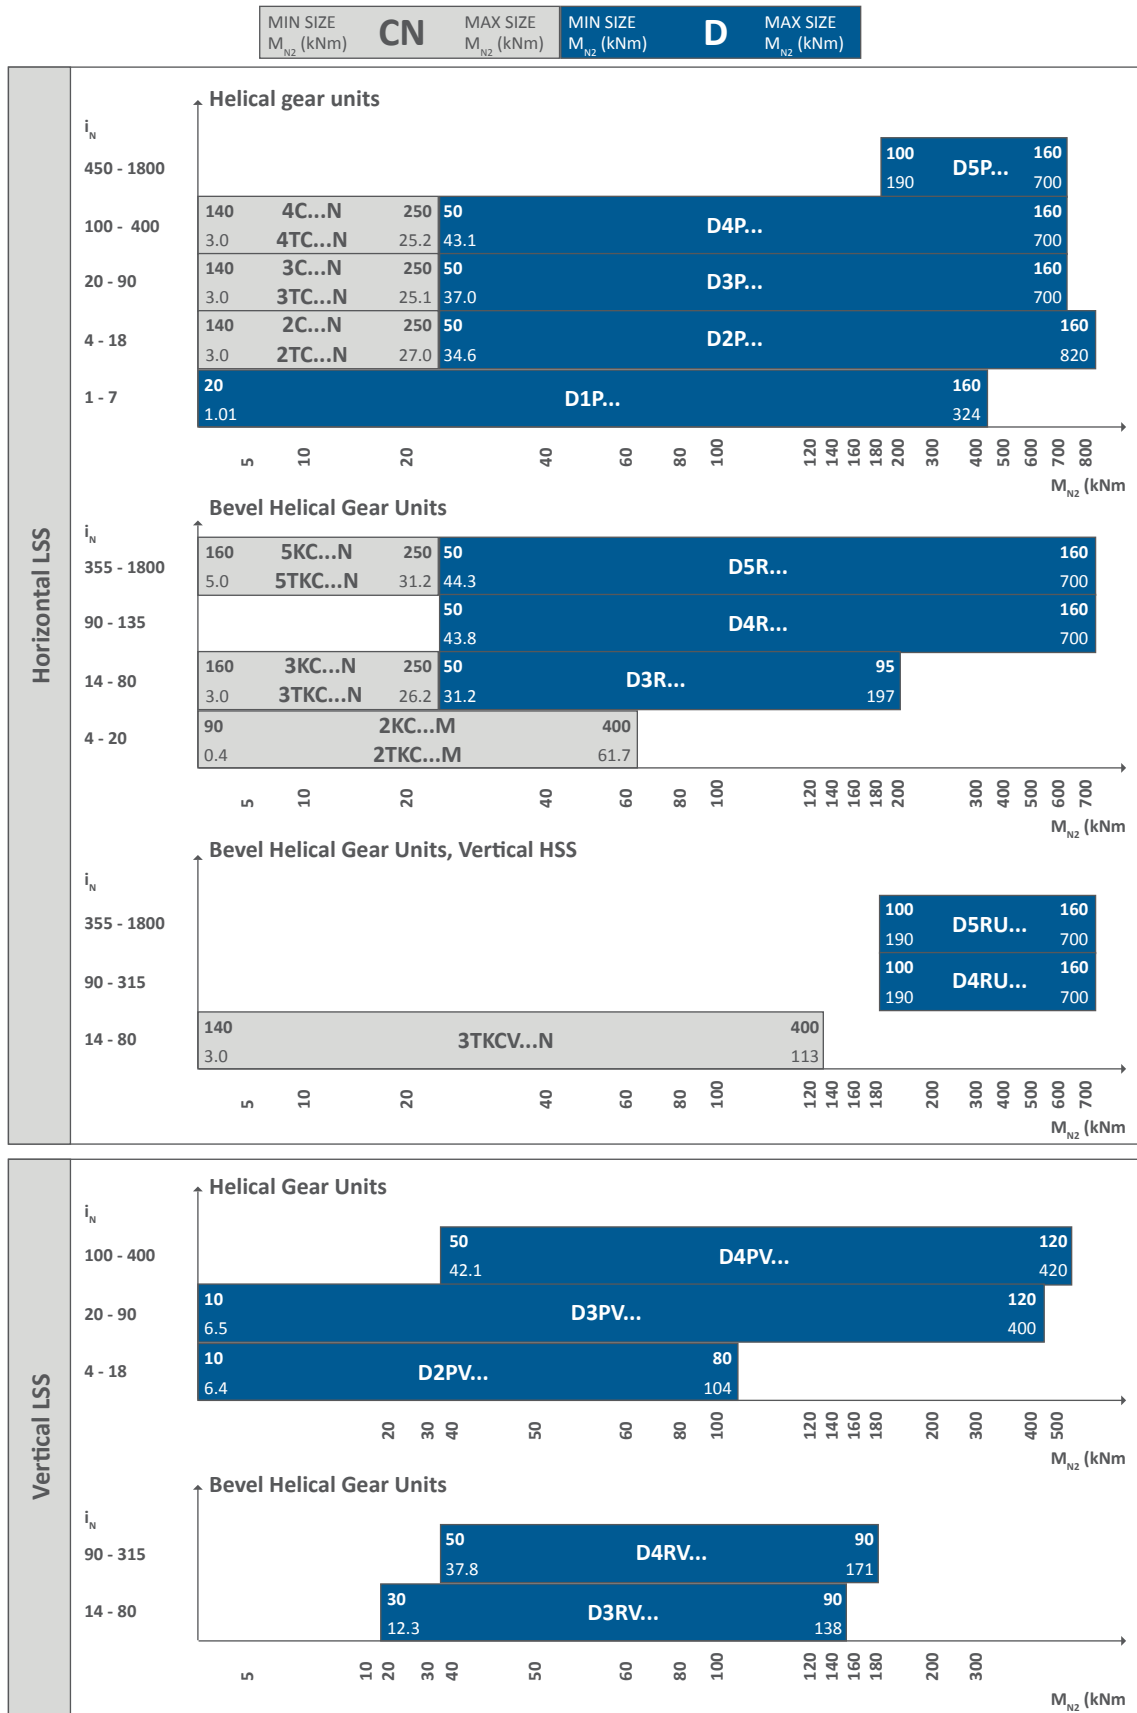 MIN SIZE CN MAX SIZE MIN SIZE D MAX SIZE
M_N2 (kNm) M_N2 (kNm) M_N2 (kNm) M_N2 (kNm)
Horizontal LSS
Helical gear units
i_N
450 - 1800 100 D5P... 160
190 700
100 - 400 140 4C...N 250 50 D4P... 160
3.0 4TC...N 25.2 43.1 700
20 - 90 140 3C...N 250 50 D3P... 160
3.0 3TC...N 25.1 37.0 700
4 - 18 140 2C...N 250 50 D2P... 160
3.0 2TC...N 27.0 34.6 820
1 - 7 20 D1P... 160
1.01 324
5 10 20 40 60 80 100 120 140 160 180 200 300 400 500 600 700 800
M_N2 (kNm
Bevel Helical Gear Units
i_N
355 - 1800 160 5KC...N 250 50 D5R... 160
5.0 5TKC...N 31.2 44.3 700
90 - 135 50 D4R... 160
43.8 700
14 - 80 160 3KC...N 250 50 D3R... 95
3.0 3TKC...N 26.2 31.2 197
4 - 20 90 2KC...M 400
0.4 2TKC...M 61.7
5 10 20 40 60 80 100 120 140 160 180 200 300 400 500 600 700
M_N2 (kNm
Bevel Helical Gear Units, Vertical HSS
i_N
355 - 1800 100 D5RU... 160
190 700
90 - 315 100 D4RU... 160
190 700
14 - 80 140 3TKCV...N 400
3.0 113
5 10 20 40 60 80 100 120 140 160 180 200 300 400 500 600 700
M_N2 (kNm
Vertical LSS
Helical Gear Units
i_N
100 - 400 50 D4PV... 120
42.1 420
20 - 90 10 D3PV... 120
6.5 400
4 - 18 10 D2PV... 80
6.4 104
20 30 40 50 60 80 100 120 140 160 180 200 300 400 500
M_N2 (kNm
Bevel Helical Gear Units
i_N
90 - 315 50 D4RV... 90
37.8 171
14 - 80 30 D3RV... 90
12.3 138
5 10 20 30 40 50 60 80 100 120 140 160 180 200 300
M_N2 (kNm